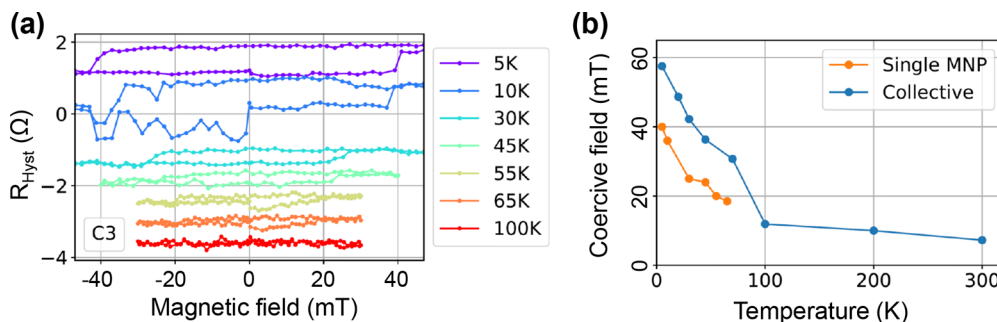 (a)
2
0
−2
−4
R_Hyst (Ω)
C3
-40
-20
0
20
40
Magnetic field (mT)
5K
10K
30K
45K
55K
65K
100K
(b)
60
40
20
0
Coercive field (mT)
Single MNP
Collective
0
100
200
300
Temperature (K)